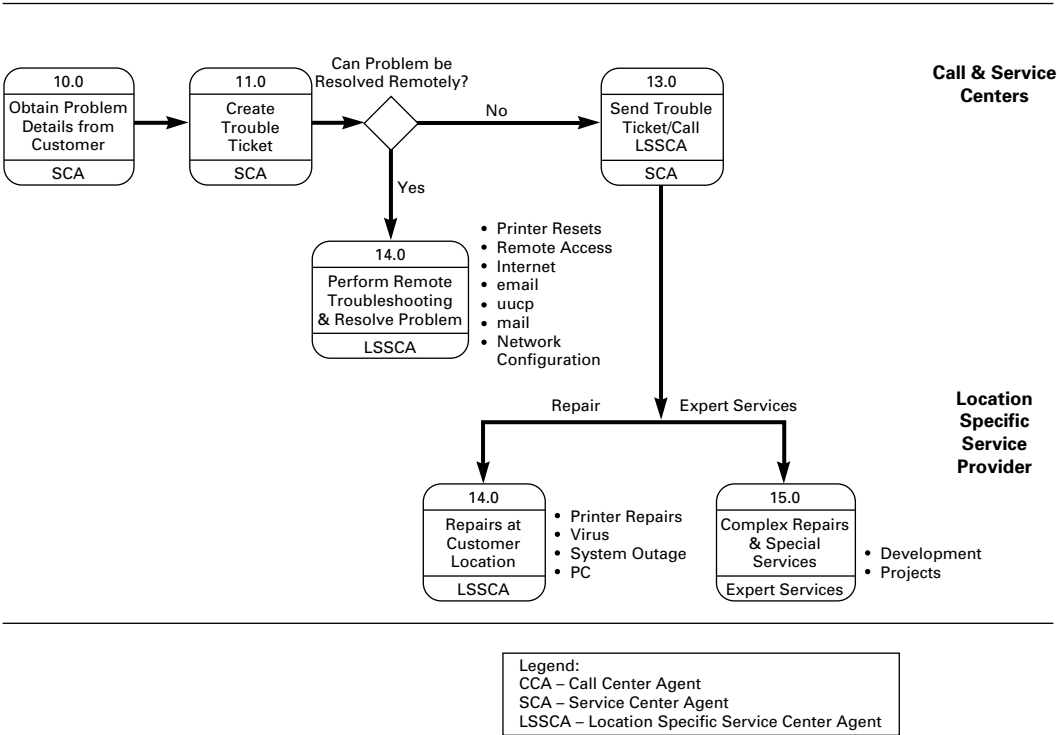 Can Problem be
Resolved Remotely?
Call & Service
Centers
10.0
Obtain Problem
Details from
Customer
SCA
11.0
Create
Trouble
Ticket
SCA
No
13.0
Send Trouble
Ticket/Call
LSSCA
SCA
Yes
14.0
Perform Remote
Troubleshooting
& Resolve Problem
LSSCA
• Printer Resets
• Remote Access
• Internet
• email
• uucp
• mail
• Network
Configuration
Repair
Expert Services
Location
Specific
Service
Provider
14.0
Repairs at
Customer
Location
LSSCA
• Printer Repairs
• Virus
• System Outage
• PC
15.0
Complex Repairs
& Special
Services
Expert Services
• Development
• Projects
Legend:
CCA – Call Center Agent
SCA – Service Center Agent
LSSCA – Location Specific Service Center Agent